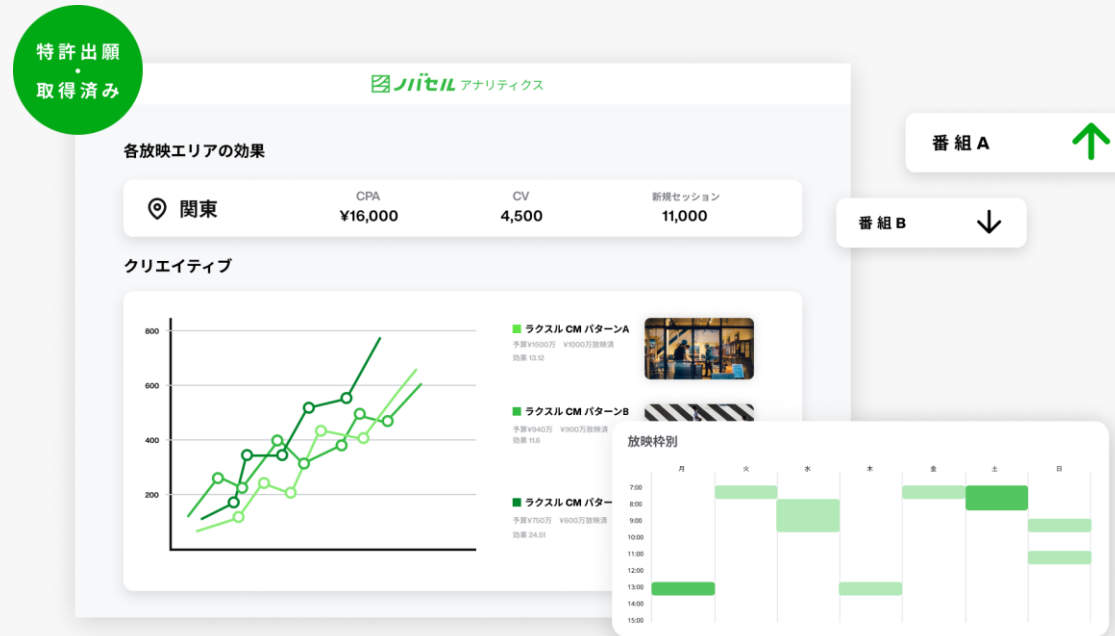 特許出願
・
取得済み
ノバセル アナリティクス
各放映エリアの効果
関東
CPA
¥16,000
CV
4,500
新規セッション
11,000
番組A
番組B
クリエイティブ
800
600
400
200
ラクスル CM パターンA
予算¥1500万 ¥1000万放映済
効果 13.12
ラクスル CM パターンB
予算¥940万 ¥900万放映済
効果 11.6
ラクスル CM パター
予算¥750万 ¥600万放映済
効果 24.51
放映枠別
月 火 水 木 金 土 日
7:00
8:00
9:00
10:00
11:00
12:00
13:00
14:00
15:00